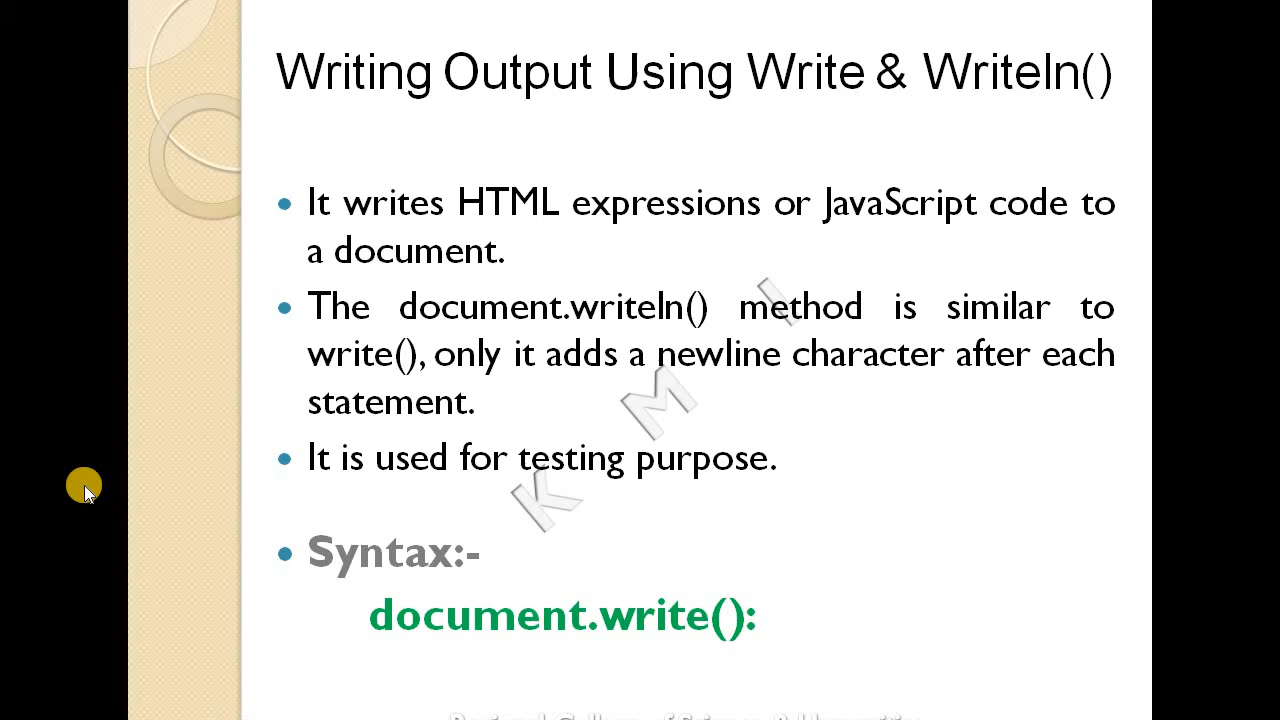 Writing Output Using Write & Writeln()
• It writes HTML expressions or JavaScript code to
a document.
• The document.writeln() method is similar to
write(), only it adds a newline character after each
statement.
• It is used for testing purpose.
• Syntax:-
document.write():
K M I